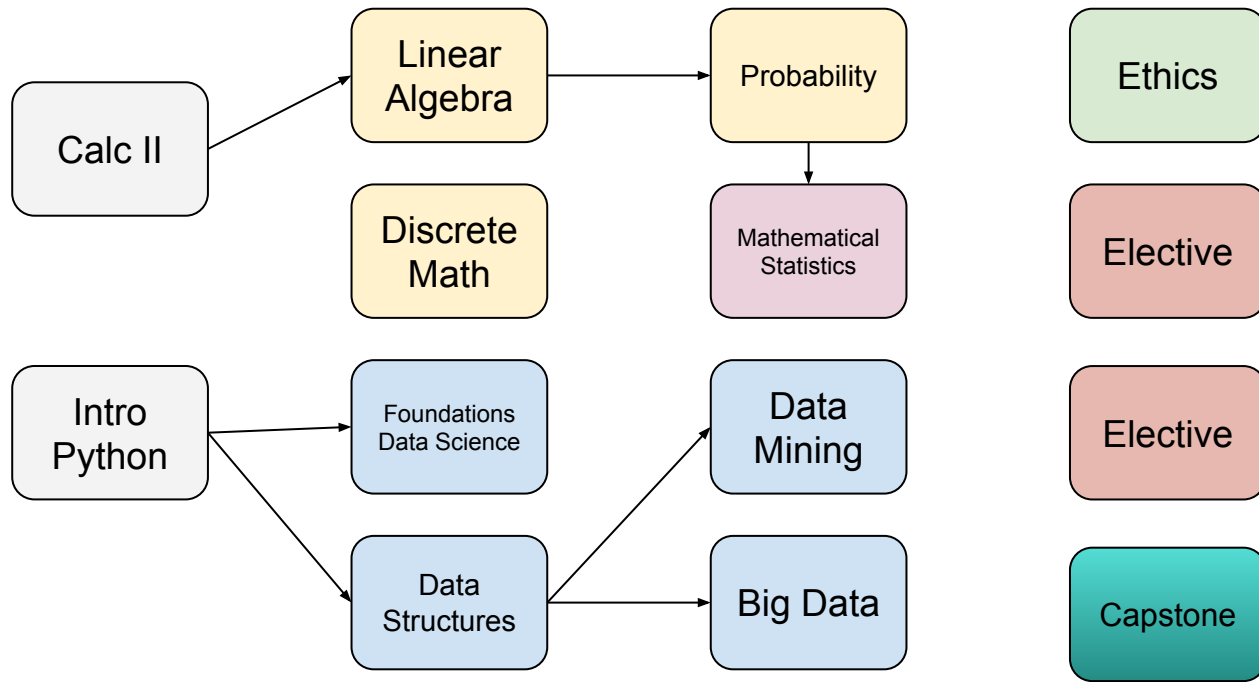 Calc II
Linear
Algebra
Probability
Ethics
Discrete
Math
Mathematical
Statistics
Elective
Intro
Python
Foundations
Data Science
Data
Mining
Elective
Data
Structures
Big Data
Capstone